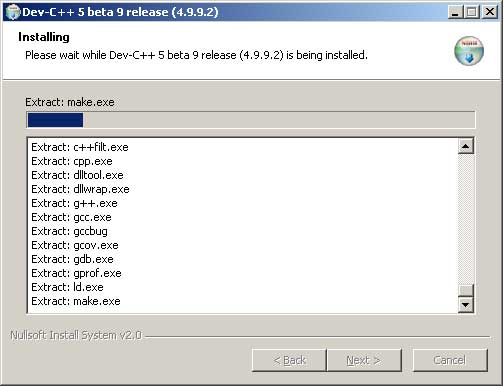 Dev-C++ 5 beta 9 release (4.9.9.2)
Installing
Please wait while Dev-C++ 5 beta 9 release (4.9.9.2) is being installed.
Extract: make.exe
Extract: c++filt.exe
Extract: cpp.exe
Extract: dlltool.exe
Extract: dllwrap.exe
Extract: g++.exe
Extract: gcc.exe
Extract: gccbug
Extract: gcov.exe
Extract: gdb.exe
Extract: gprof.exe
Extract: ld.exe
Extract: make.exe
Nullsoft Install System v2.0
< Back
Next >
Cancel